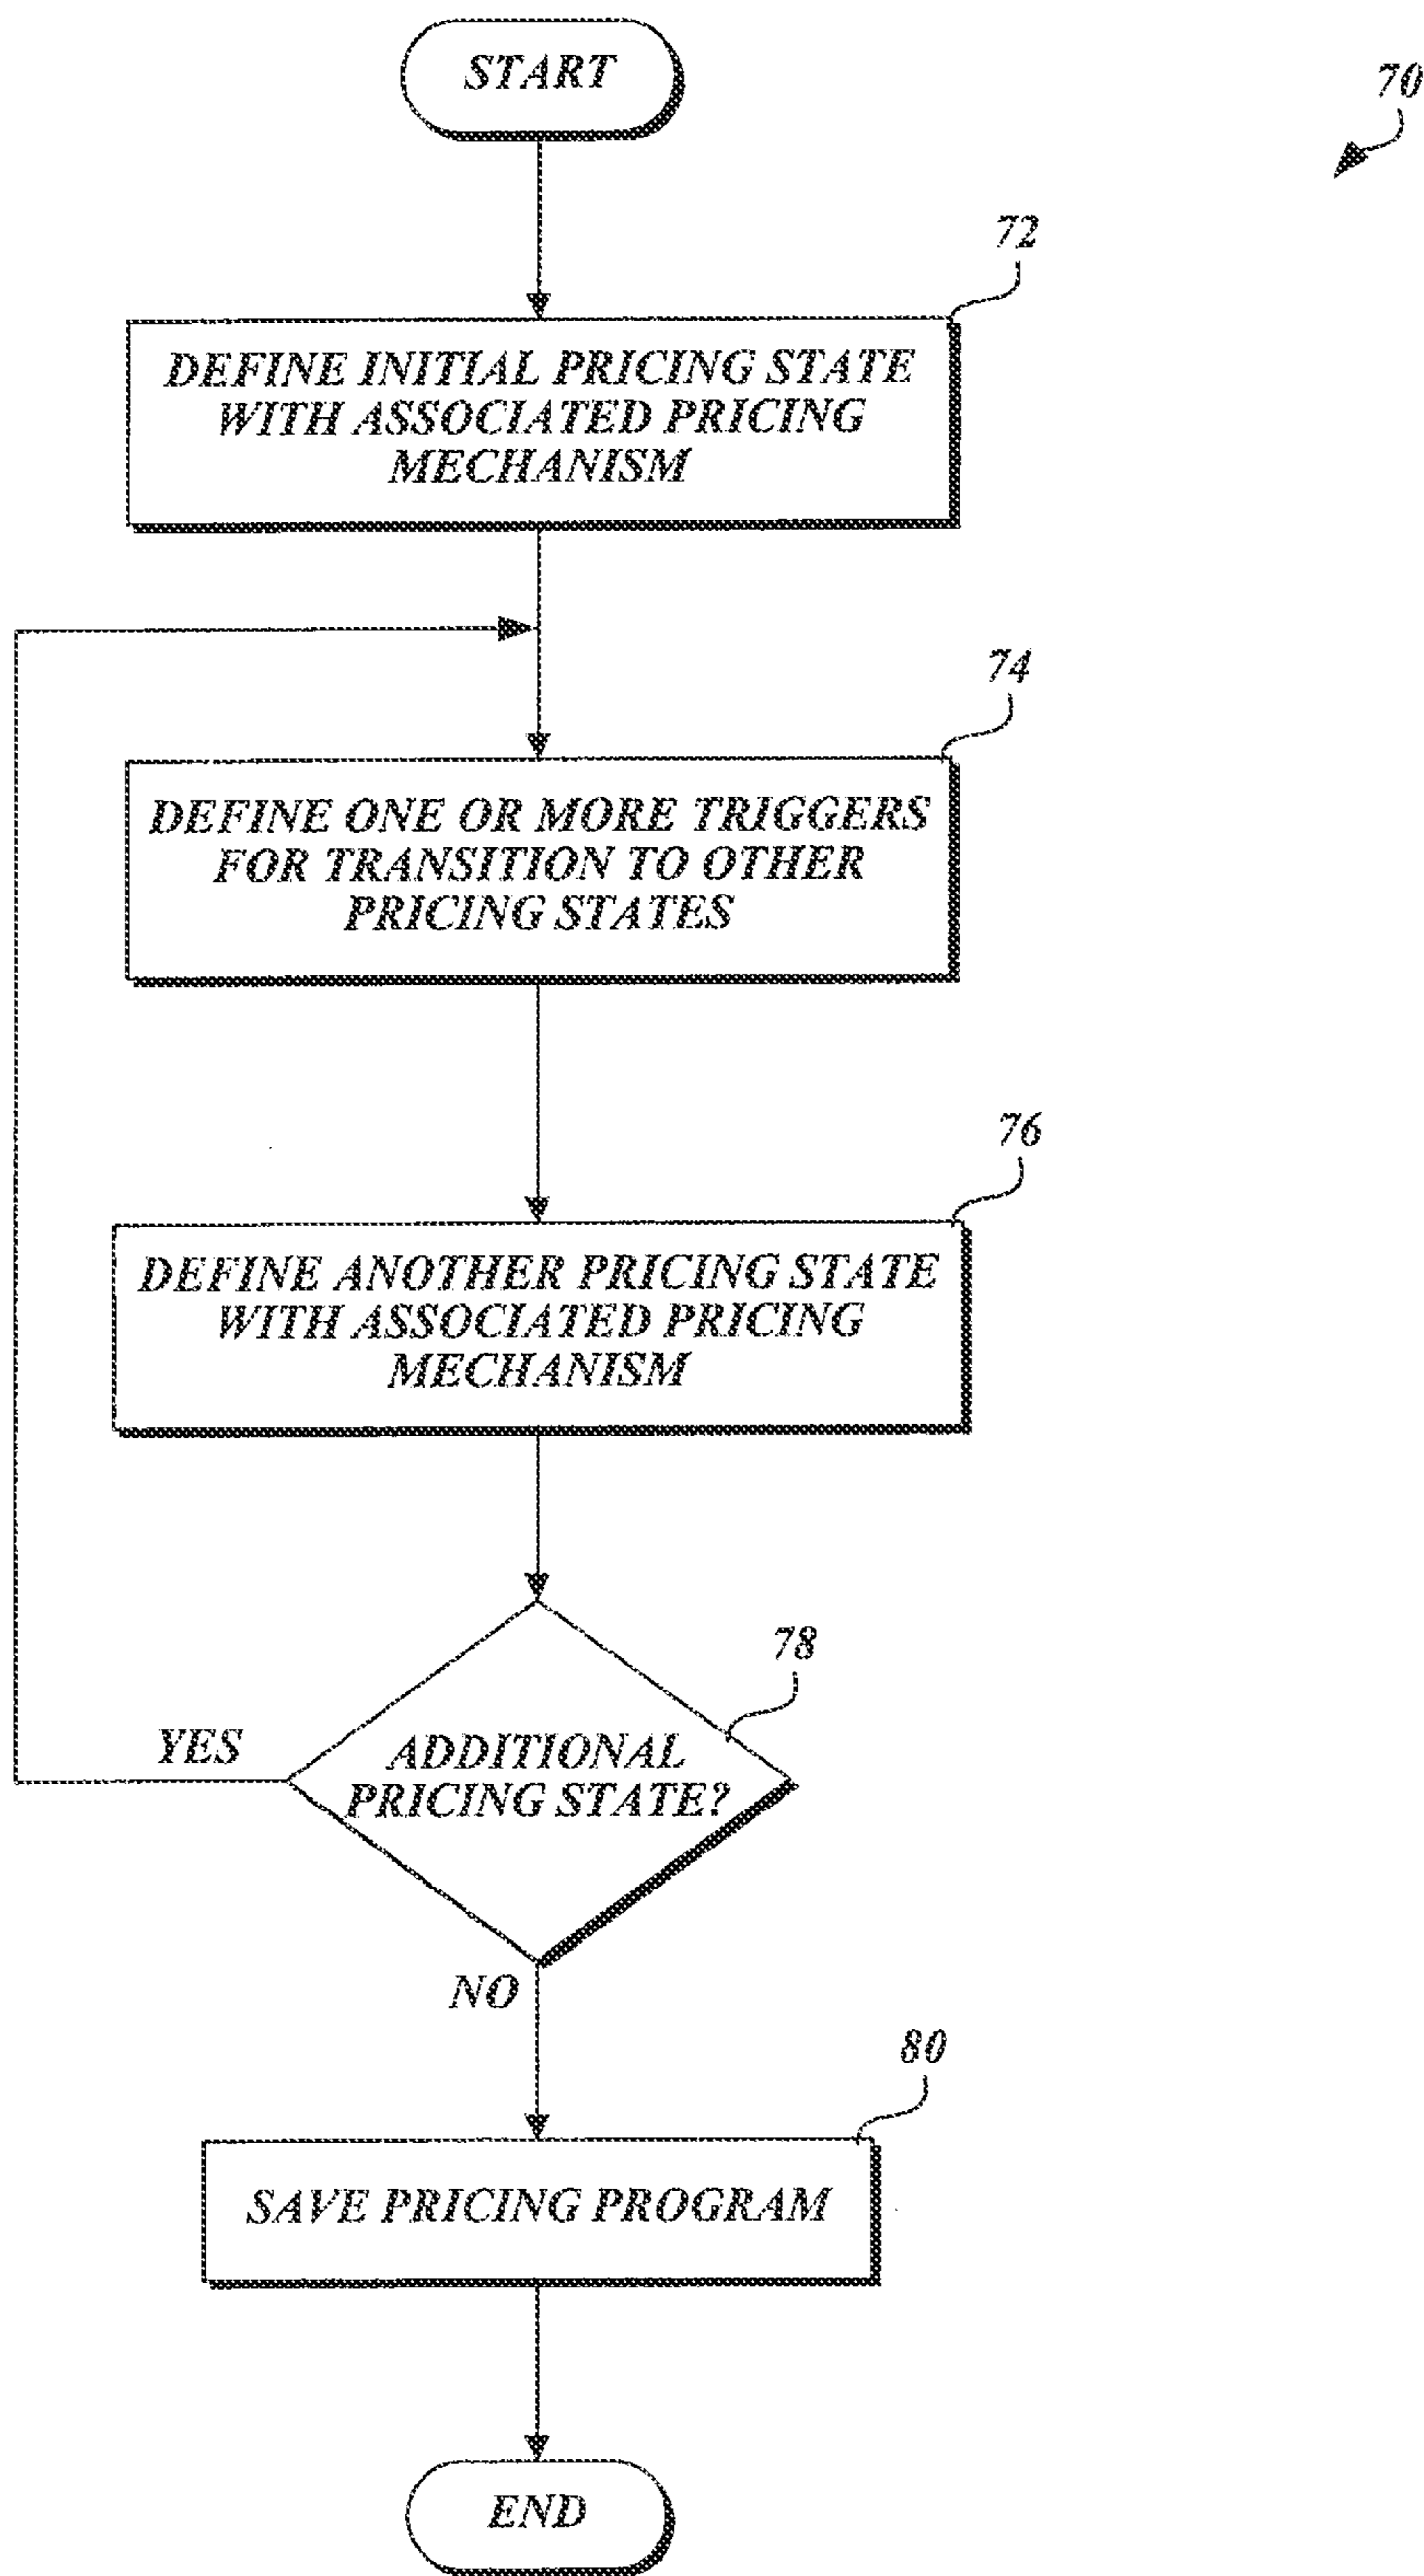 START
70
72
DEFINE INITIAL PRICING STATE
WITH ASSOCIATED PRICING
MECHANISM
74
DEFINE ONE OR MORE TRIGGERS
FOR TRANSITION TO OTHER
PRICING STATES
76
DEFINE ANOTHER PRICING STATE
WITH ASSOCIATED PRICING
MECHANISM
78
YES
ADDITIONAL
PRICING STATE?
NO
80
SAVE PRICING PROGRAM
END